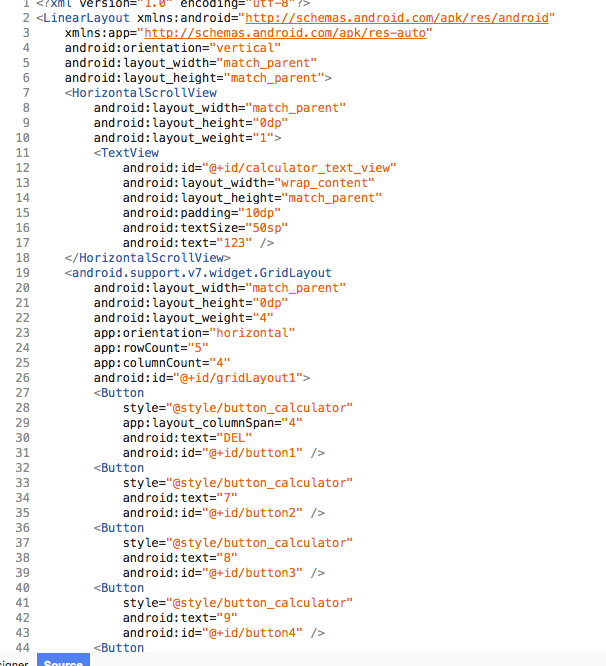 1 <?xml version="1.0" encoding="utf-8"?>
2 <LinearLayout xmlns:android="http://schemas.android.com/apk/res/android"
3 xmlns:app="http://schemas.android.com/apk/res-auto"
4 android:orientation="vertical"
5 android:layout_width="match_parent"
6 android:layout_height="match_parent">
7 <HorizontalScrollView
8 android:layout_width="match_parent"
9 android:layout_height="0dp"
10 android:layout_weight="1">
11 <TextView
12 android:id="@+id/calculator_text_view"
13 android:layout_width="wrap_content"
14 android:layout_height="match_parent"
15 android:padding="10dp"
16 android:textSize="50sp"
17 android:text="123" />
18 </HorizontalScrollView>
19 <android.support.v7.widget.GridLayout
20 android:layout_width="match_parent"
21 android:layout_height="0dp"
22 android:layout_weight="4"
23 app:orientation="horizontal"
24 app:rowCount="5"
25 app:columnCount="4"
26 android:id="@+id/gridLayout1">
27 <Button
28 style="@style/button_calculator"
29 app:layout_columnSpan="4"
30 android:text="DEL"
31 android:id="@+id/button1" />
32 <Button
33 style="@style/button_calculator"
34 android:text="7"
35 android:id="@+id/button2" />
36 <Button
37 style="@style/button_calculator"
38 android:text="8"
39 android:id="@+id/button3" />
40 <Button
41 style="@style/button_calculator"
42 android:text="9"
43 android:id="@+id/button4" />
44 <Button
signer Source